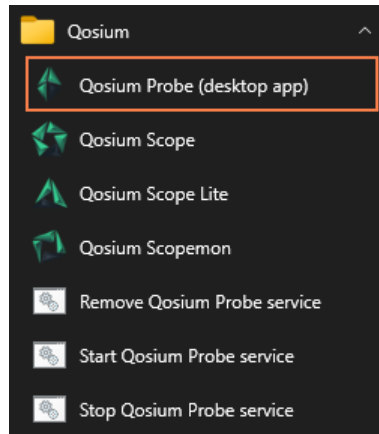 Qosium
Qosium Probe (desktop app)
Qosium Scope
Qosium Scope Lite
Qosium Scopemon
Remove Qosium Probe service
Start Qosium Probe service
Stop Qosium Probe service